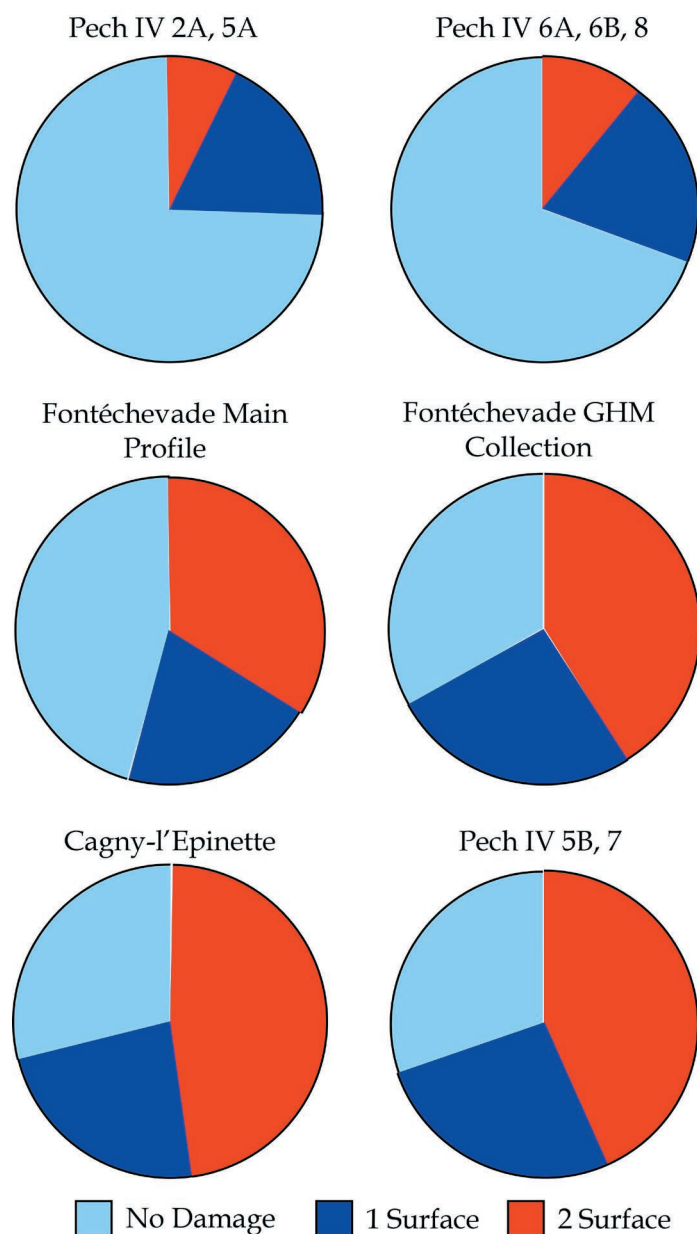 Pech IV 2A, 5A
Pech IV 6A, 6B, 8
Fontéchevade Main
Profile
Fontéchevade GHM
Collection
Cagny-l'Epinette
Pech IV 5B, 7
No Damage
1 Surface
2 Surface